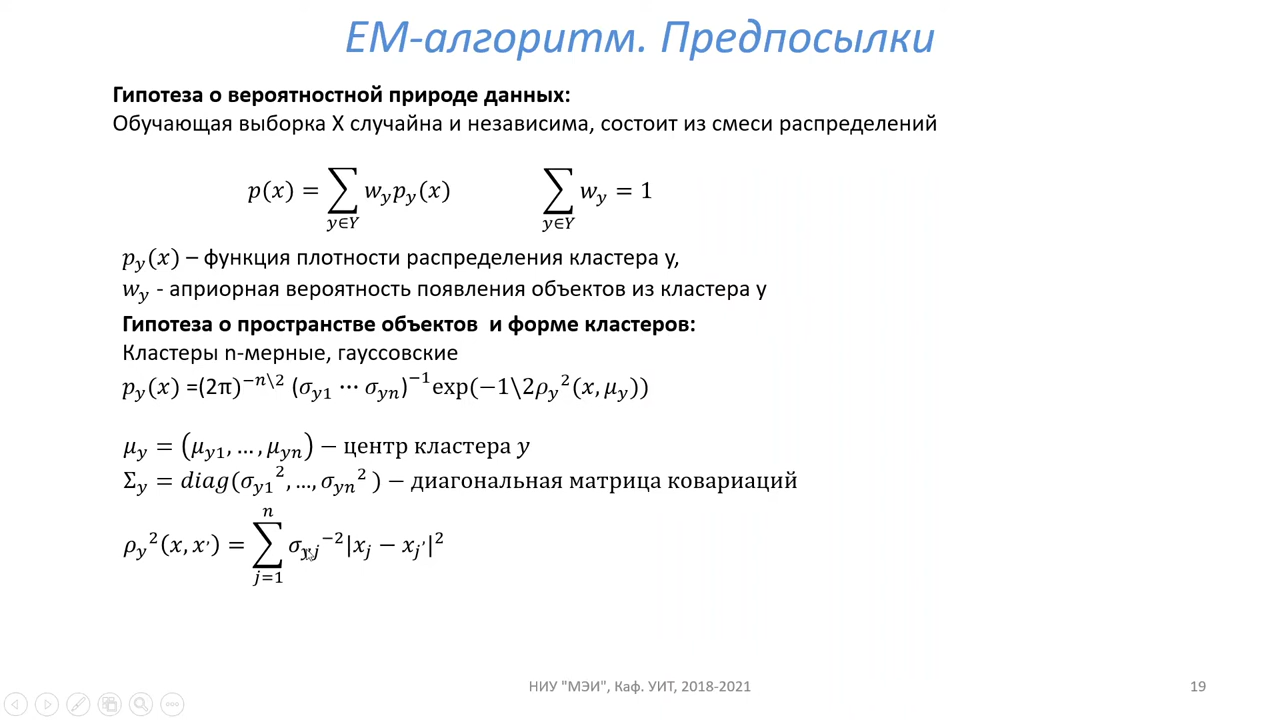 EM-алгоритм. Предпосылки
Гипотеза о вероятностной природе данных:
Обучающая выборка X случайна и независима, состоит из смеси распределений
p(x) = ∑_{y∈Y} w_y p_y(x)    ∑_{y∈Y} w_y = 1
p_y(x) – функция плотности распределения кластера y,
w_y - априорная вероятность появления объектов из кластера y
Гипотеза о пространстве объектов и форме кластеров:
Кластеры n-мерные, гауссовские
p_y(x) =(2π)^{−n\2} (σ_{y1} ⋯ σ_{yn})^{−1}exp(−1\2ρ_y^2(x, μ_y))
μ_y = (μ_{y1}, … , μ_{yn}) − центр кластера y
Σ_y = diag(σ_{y1}^2, … , σ_{yn}^2 ) − диагональная матрица ковариаций
ρ_y^2(x, x′) = ∑_{j=1}^{n} σ_{yj}^{−2}|x_j − x_j′|^2
НИУ "МЭИ", Каф. УИТ, 2018-2021
19